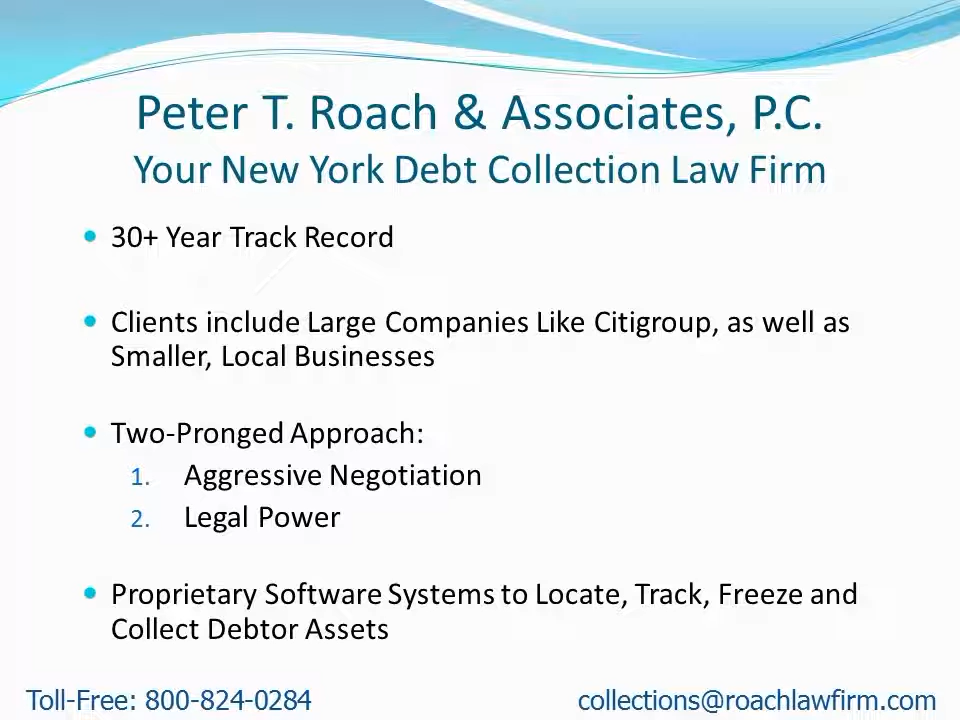 Peter T. Roach & Associates, P.C.
Your New York Debt Collection Law Firm
• 30+ Year Track Record
• Clients include Large Companies Like Citigroup, as well as
Smaller, Local Businesses
• Two-Pronged Approach:
1. Aggressive Negotiation
2. Legal Power
• Proprietary Software Systems to Locate, Track, Freeze and
Collect Debtor Assets
Toll-Free: 800-824-0284 collections@roachlawfirm.com